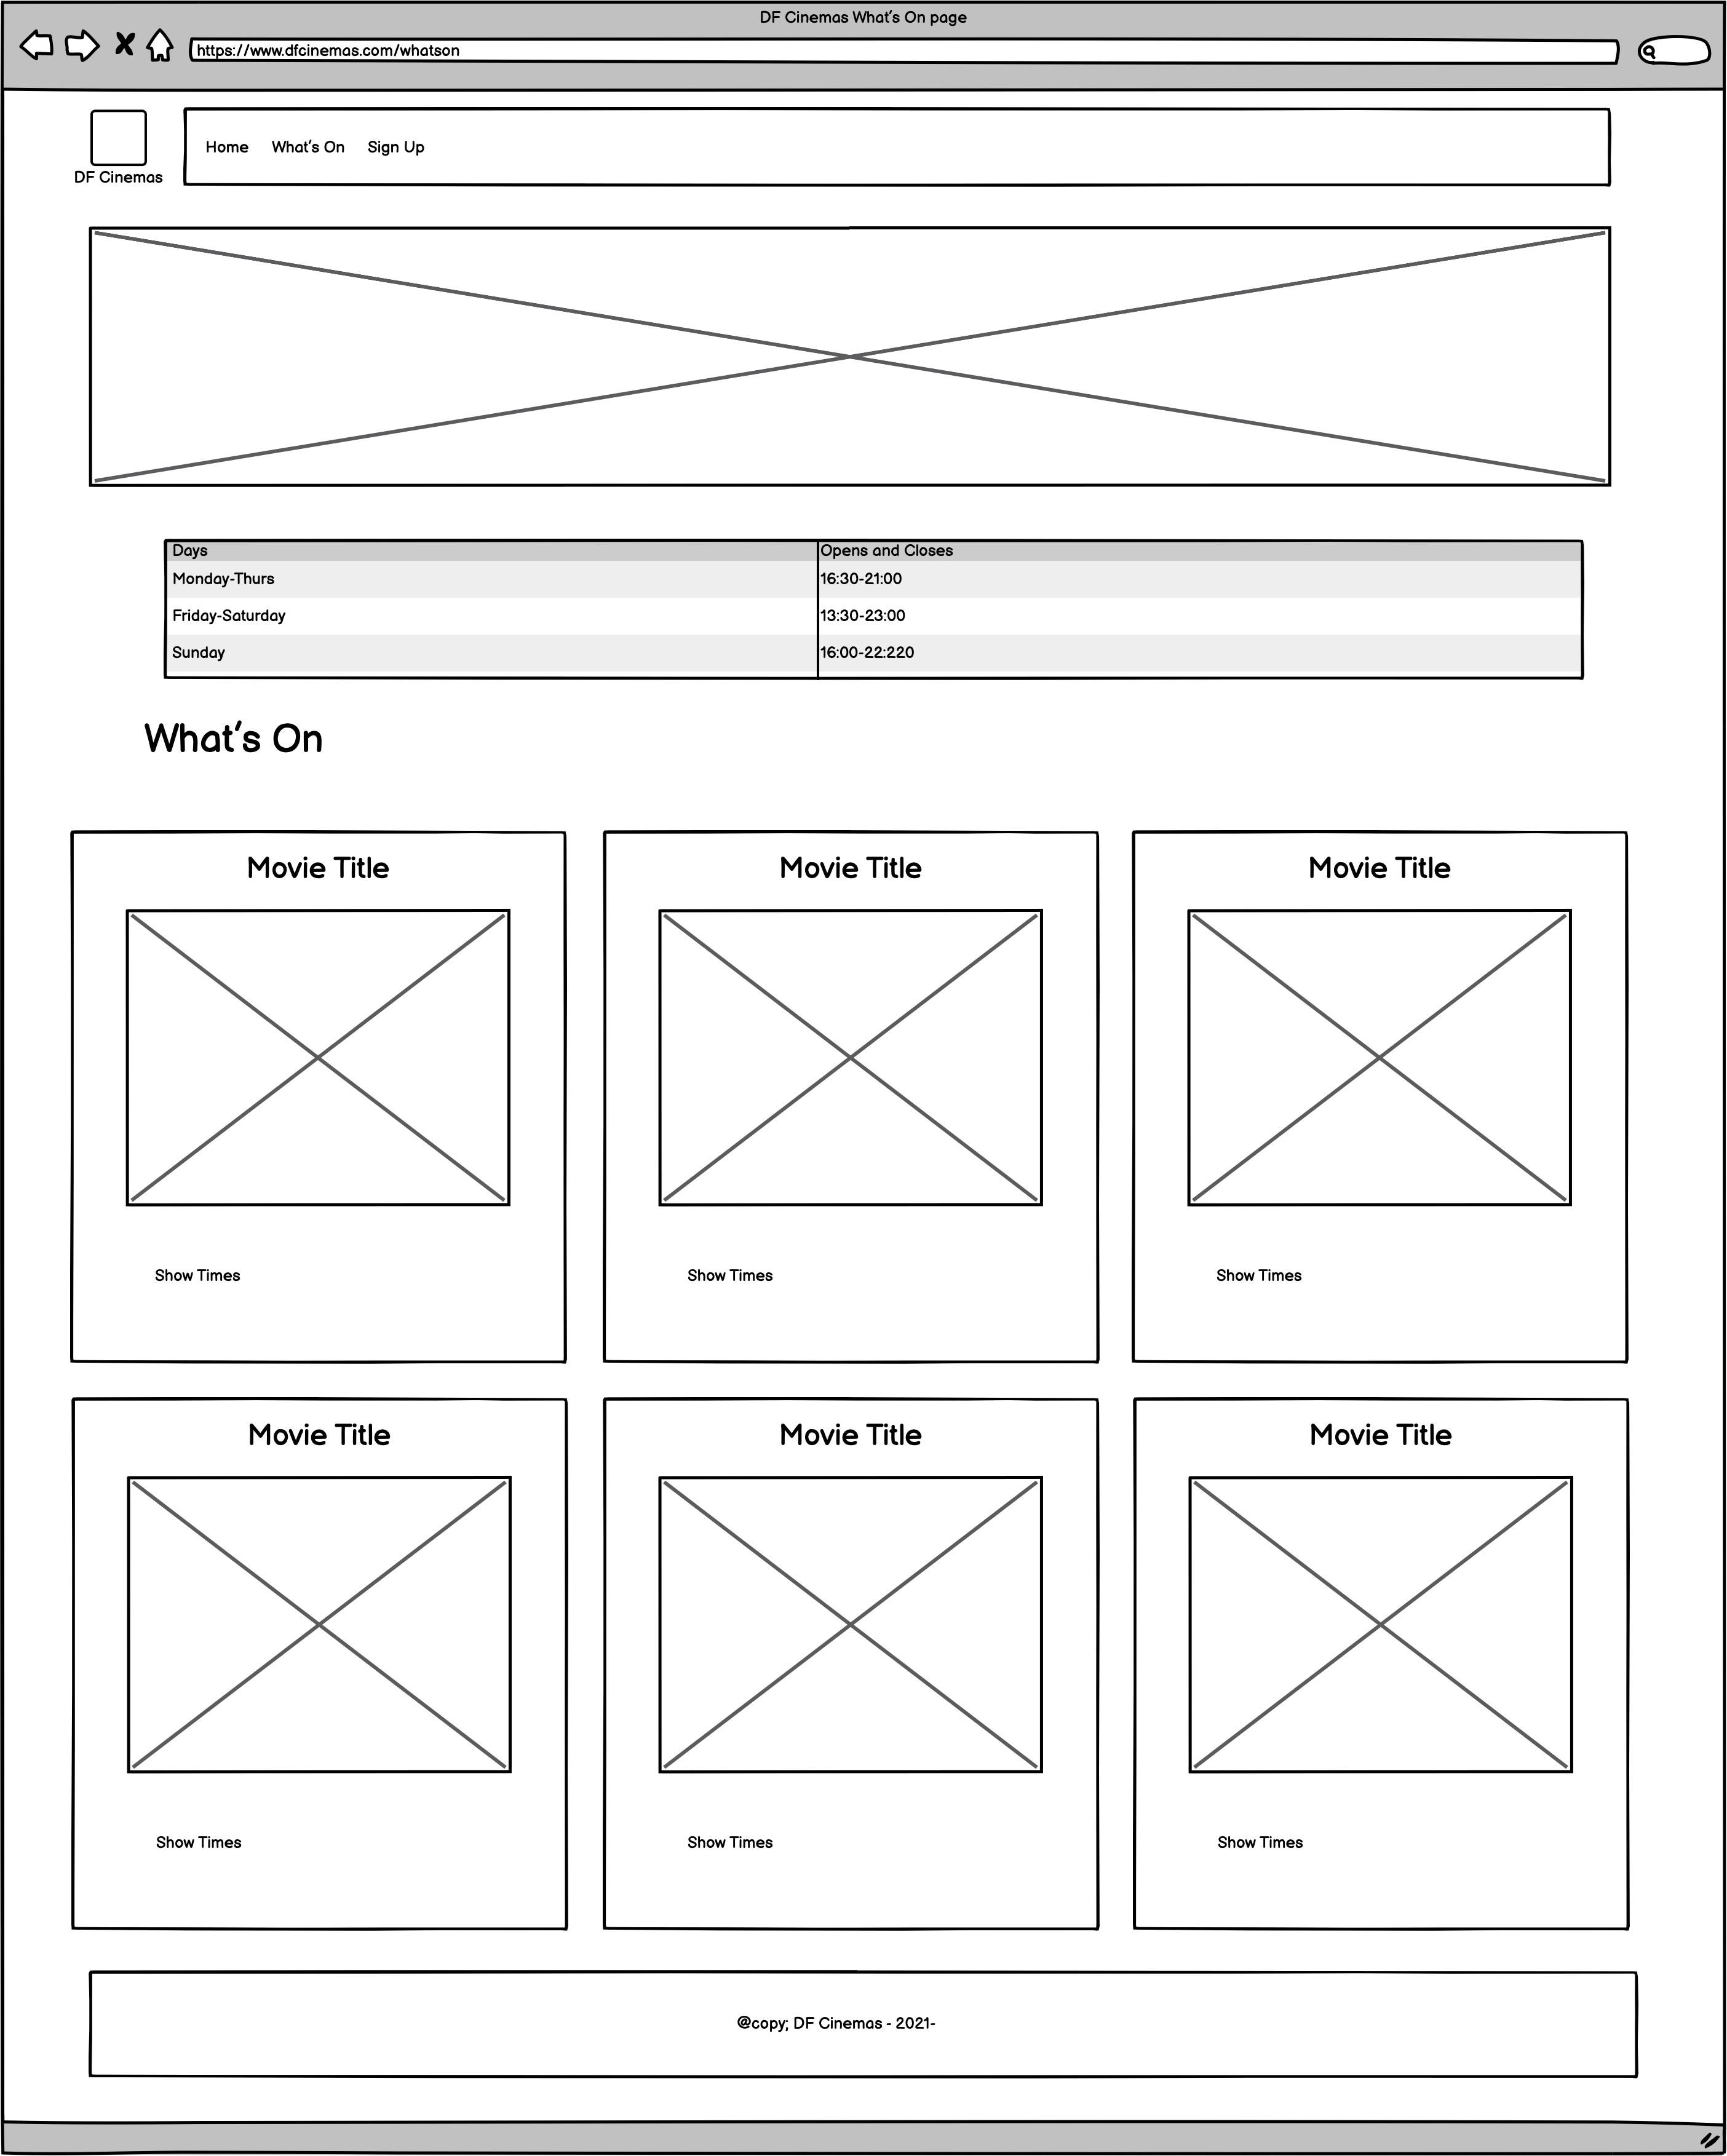 DF Cinemas What's On page
https://www.dfcinemas.com/whatson
Home What's On Sign Up
DF Cinemas
Days Opens and Closes
Monday-Thurs 16:30-21:00
Friday-Saturday 13:30-23:00
Sunday 16:00-22:220
What's On
Movie Title Movie Title Movie Title
Show Times Show Times Show Times
Movie Title Movie Title Movie Title
Show Times Show Times Show Times
@copy; DF Cinemas - 2021-